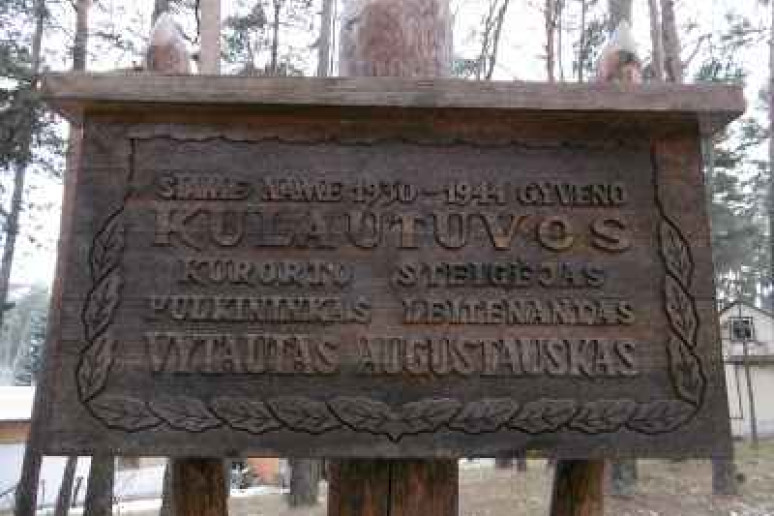 ŠIAME NAME 1930-1944 GYVENO
KULAUTUVOS
KURORTO STEIGĖJAS
PULKININKAS LEITENANTAS
VYTAUTAS AUGUSTAUSKAS